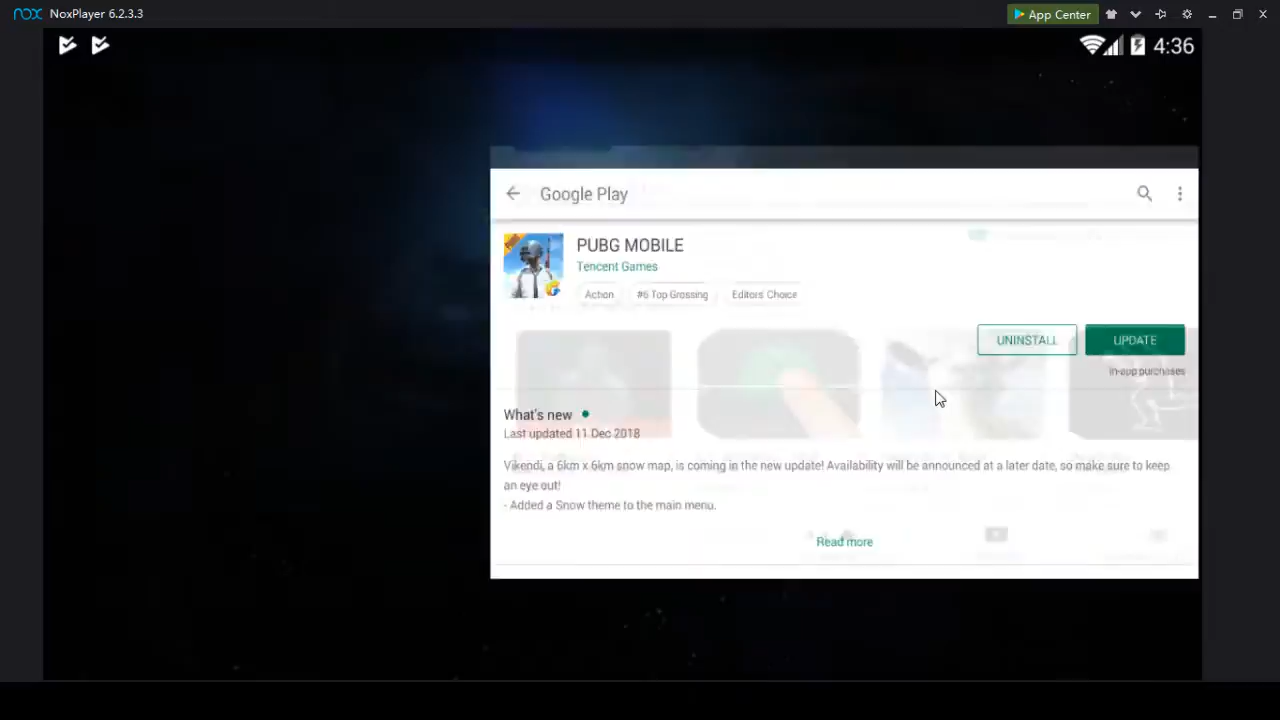 nox NoxPlayer 6.2.3.3
App Center
4:36
Google Play
PUBG MOBILE
Tencent Games
Action
#6 Top Grossing
Editors' Choice
UNINSTALL
UPDATE
In-app purchases
What's new
Last updated 11 Dec 2018
Vikendi, a 6km x 6km snow map, is coming in the new update! Availability will be announced at a later date, so make sure to keep
an eye out!
- Added a Snow theme to the main menu.
Read more